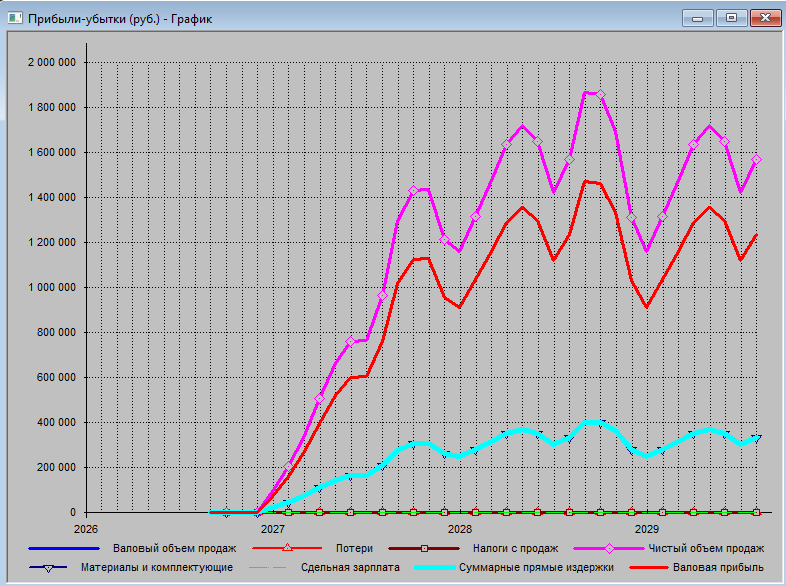 Прибыли-убытки (руб.) - График
2 000 000
1 800 000
1 600 000
1 400 000
1 200 000
1 000 000
800 000
600 000
400 000
200 000
0
2026 2027 2028 2029
Валовый объем продаж Потери Налоги с продаж Чистый объем продаж
Материалы и комплектующие Сдельная зарплата Суммарные прямые издержки Валовая прибыль